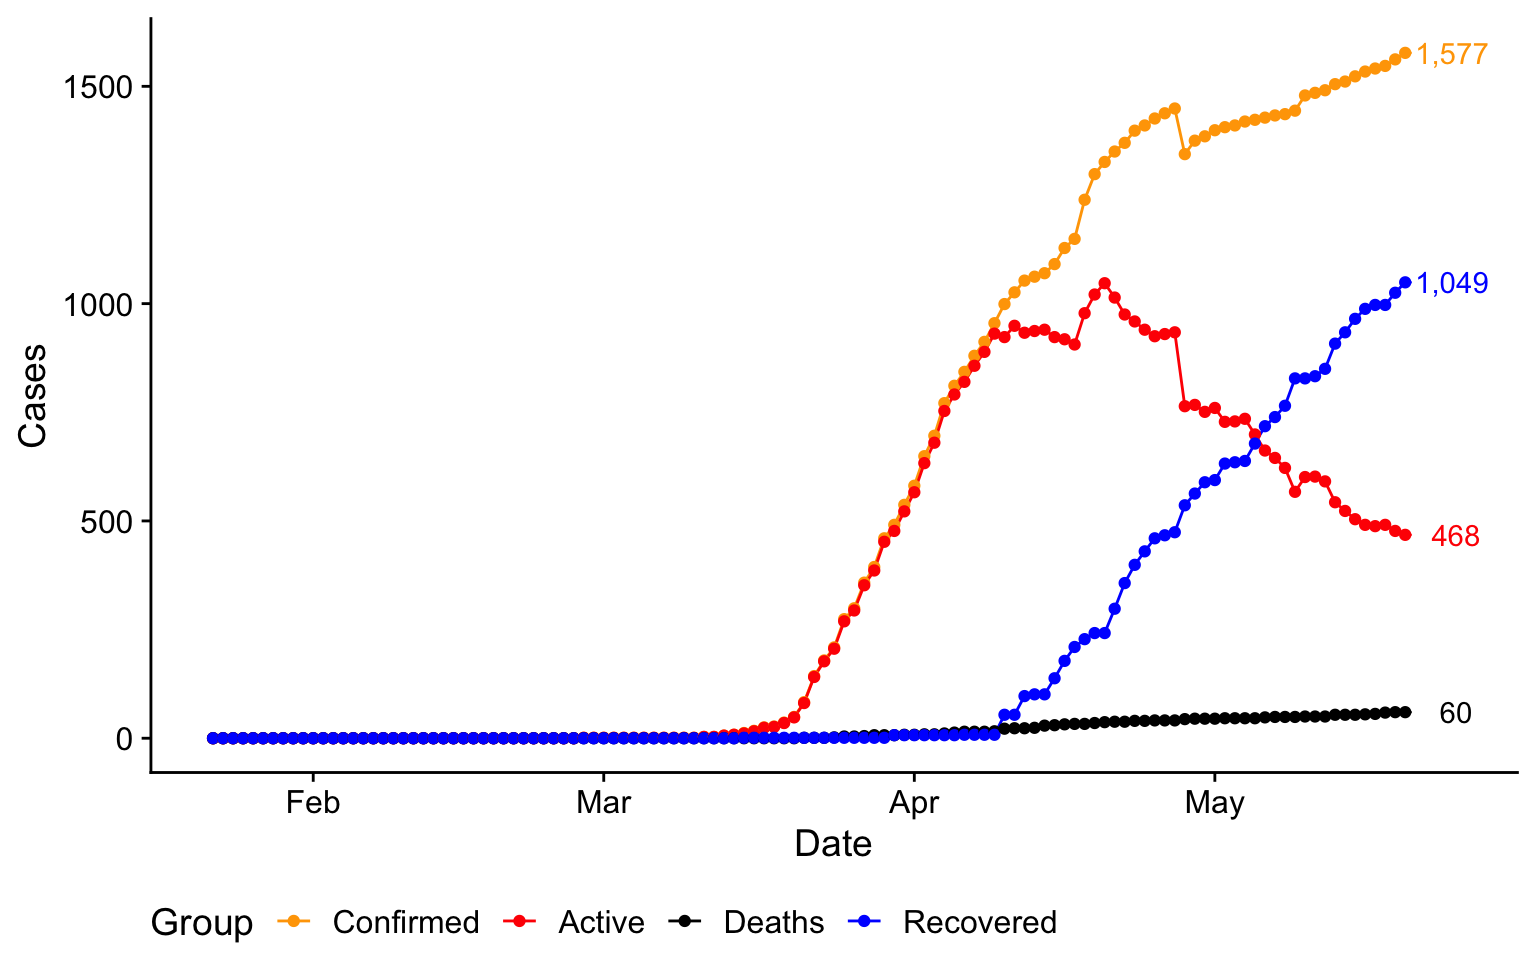 1,577
1500
1,049
1000
Cases
468
500
60
0
Feb Mar Apr May
Date
Group Confirmed Active Deaths Recovered